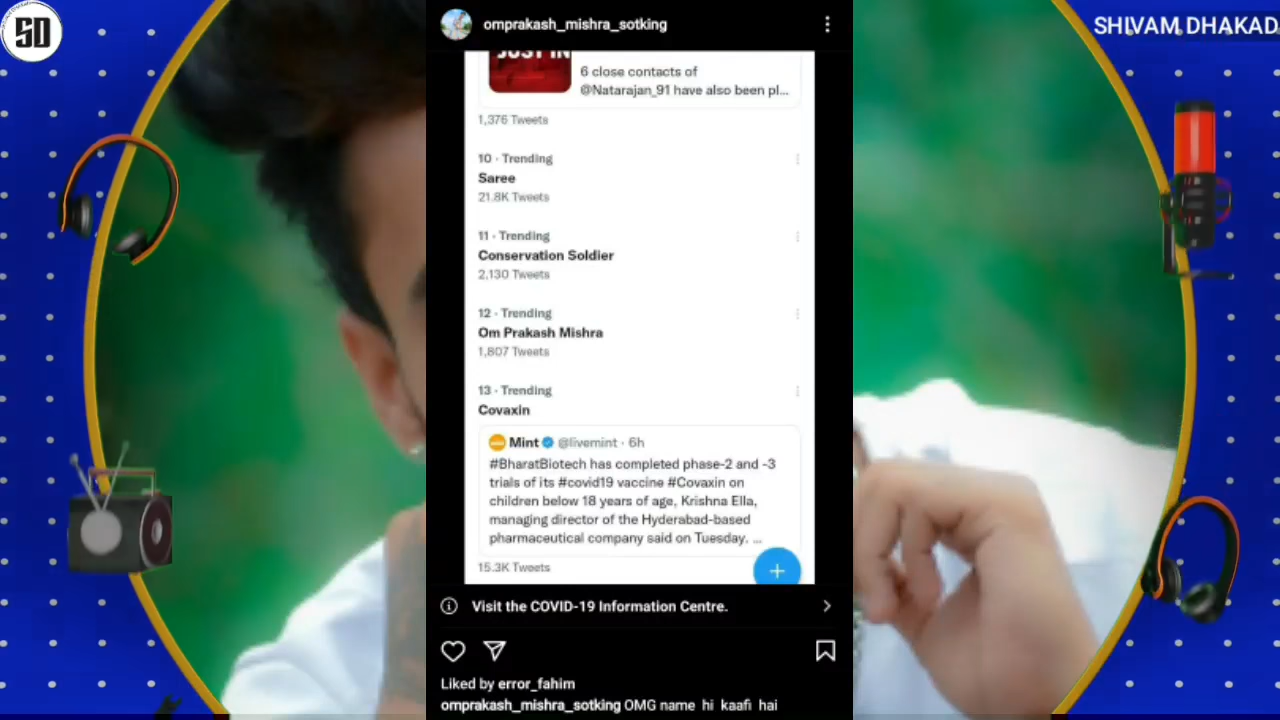 SD
omprakash_mishra_sotking
SHIVAM DHAKAD
JUST IN
6 close contacts of
@Natarajan_91 have also been pl...
1,376 Tweets
10 · Trending
Saree
21.8K Tweets
11 · Trending
Conservation Soldier
2,130 Tweets
12 · Trending
Om Prakash Mishra
1,807 Tweets
13 · Trending
Covaxin
Mint @livemint · 6h
#BharatBiotech has completed phase-2 and -3
trials of its #covid19 vaccine #Covaxin on
children below 18 years of age, Krishna Ella,
managing director of the Hyderabad-based
pharmaceutical company said on Tuesday. ...
15.3K Tweets
Visit the COVID-19 Information Centre.
Liked by error_fahim
omprakash_mishra_sotking OMG name hi kaafi hai